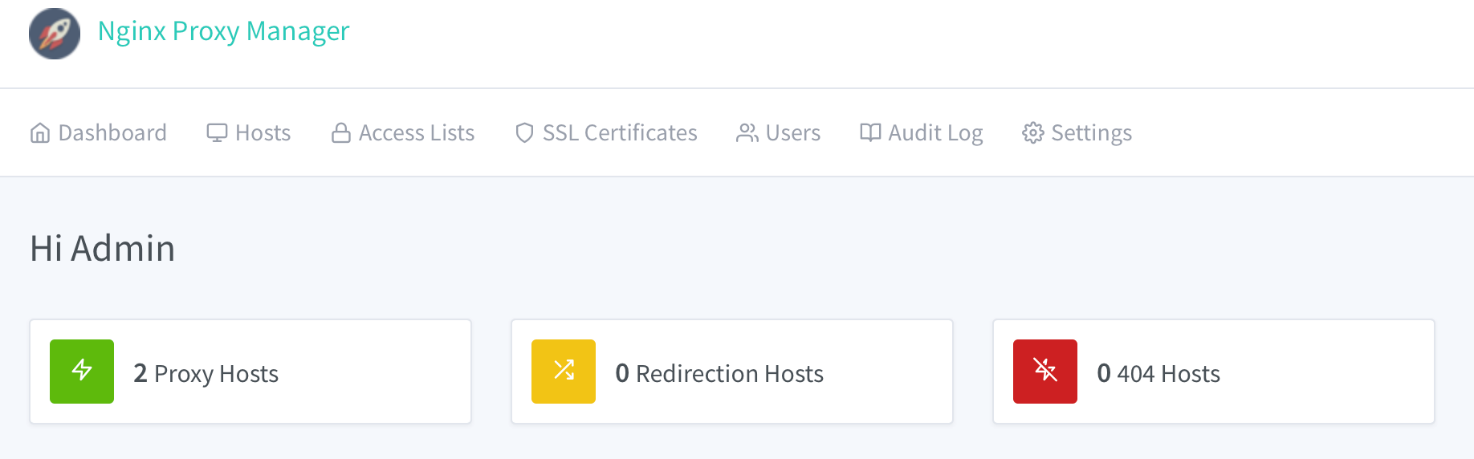 Nginx Proxy Manager
Dashboard Hosts Access Lists SSL Certificates Users Audit Log Settings
Hi Admin
2 Proxy Hosts 0 Redirection Hosts 0 404 Hosts